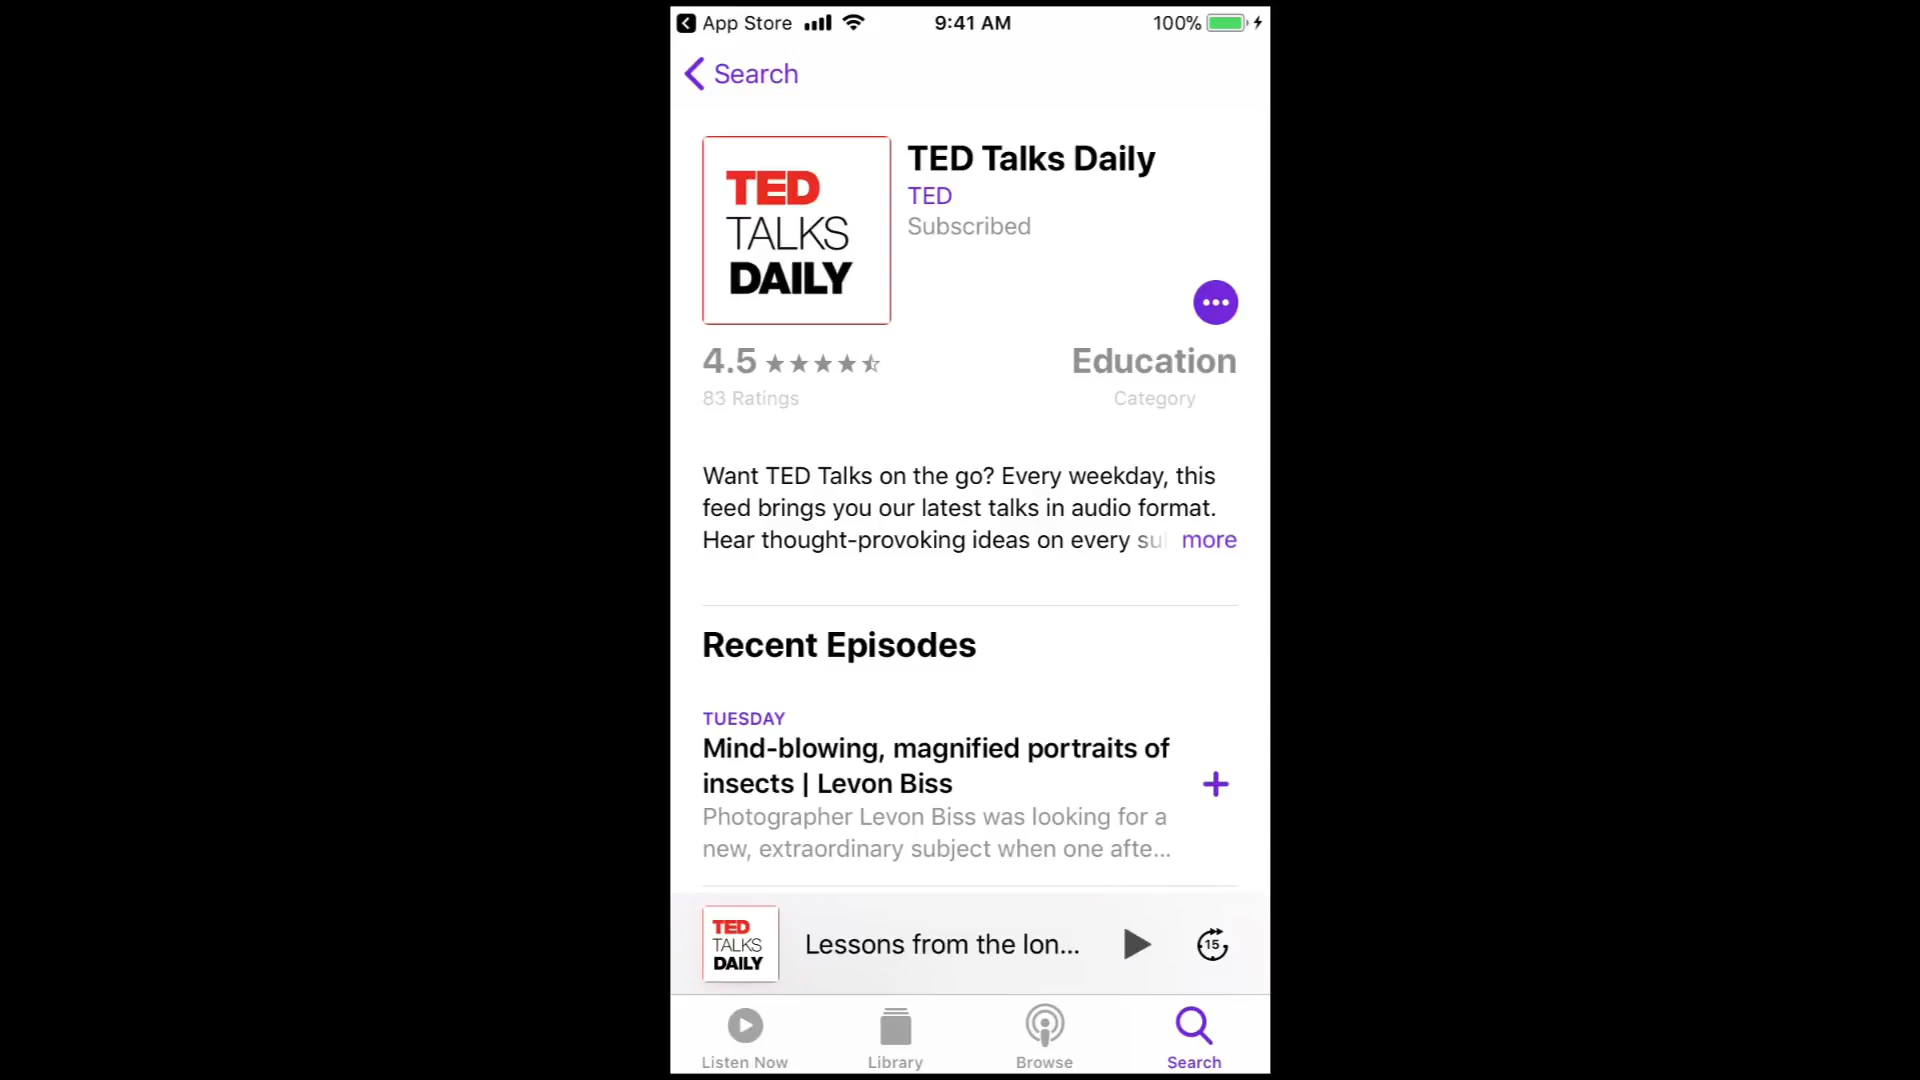 App Store 9:41 AM 100%
Search
TED
TALKS
DAILY
TED Talks Daily
TED
Subscribed
4.5
83 Ratings
Education
Category
Want TED Talks on the go? Every weekday, this
feed brings you our latest talks in audio format.
Hear thought-provoking ideas on every more
Recent Episodes
TUESDAY
Mind-blowing, magnified portraits of
insects | Levon Biss
Photographer Levon Biss was looking for a
new, extraordinary subject when one afte...
TED
TALKS
DAILY
Lessons from the lon...
15
Listen Now Library Browse Search